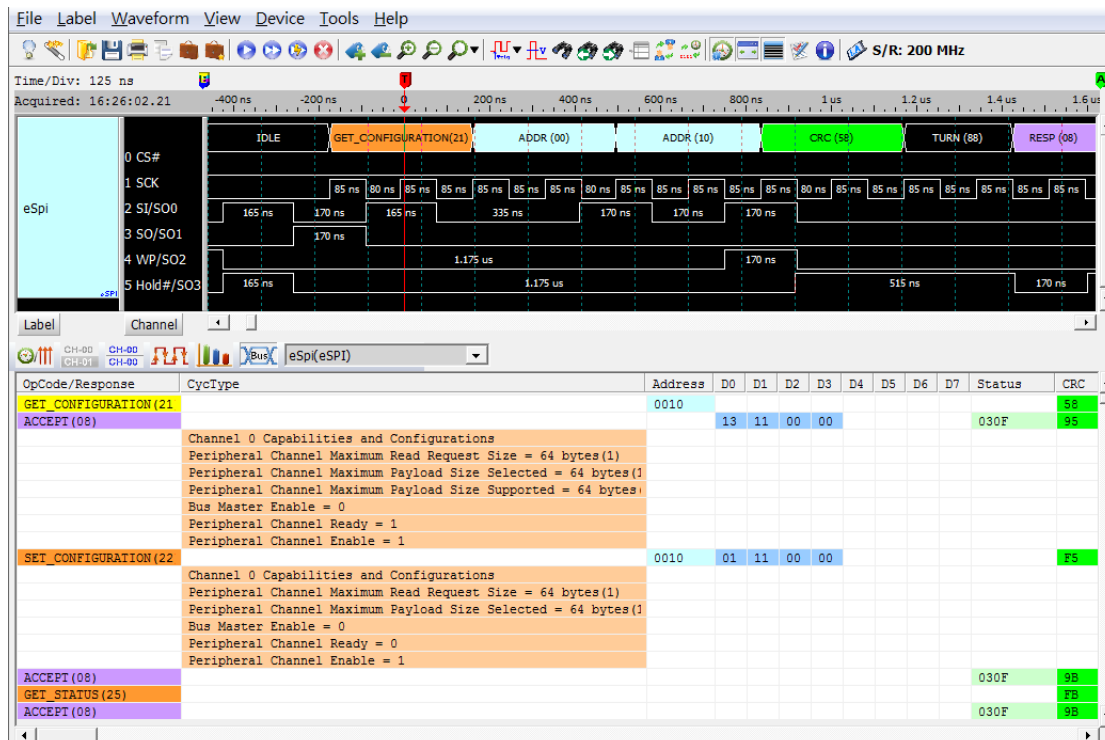 File Label Waveform View Device Tools Help
S/R: 200 MHz
Time/Div: 125 ns
Acquired: 16:26:02.21 -400 ns -200 ns 0 200 ns 400 ns 600 ns 800 ns 1 us 1.2 us 1.4 us 1.6 us
IDLE GET_CONFIGURATION(21) ADDR (00) ADDR (10) CRC (58) TURN (88) RESP (08)
0 CS#
1 SCK 85 ns 80 ns 85 ns 85 ns 85 ns 85 ns 85 ns 80 ns 85 ns 85 ns 85 ns 85 ns 85 ns 80 ns 85 ns 85 ns 85 ns 85 ns 85 ns 85 ns 85 ns
eSpi 2 SI/SO0 165 ns 170 ns 165 ns 335 ns 170 ns 170 ns 170 ns
3 SO/SO1 170 ns
4 WP/SO2 1.175 us 170 ns
eSPI 5 Hold#/SO3 165 ns 1.175 us 515 ns 170 ns
Label Channel
CH-00 CH-01 CH-00 CH-00 Bus eSpi(eSPI)
OpCode/Response CycType Address D0 D1 D2 D3 D4 D5 D6 D7 Status CRC
GET_CONFIGURATION(21 0010 58
ACCEPT(08) 13 11 00 00 030F 95
Channel 0 Capabilities and Configurations
Peripheral Channel Maximum Read Request Size = 64 bytes(1)
Peripheral Channel Maximum Payload Size Selected = 64 bytes(1
Peripheral Channel Maximum Payload Size Supported = 64 bytes(
Bus Master Enable = 0
Peripheral Channel Ready = 1
Peripheral Channel Enable = 1
SET_CONFIGURATION(22 0010 01 11 00 00 F5
Channel 0 Capabilities and Configurations
Peripheral Channel Maximum Read Request Size = 64 bytes(1)
Peripheral Channel Maximum Payload Size Selected = 64 bytes(1
Bus Master Enable = 0
Peripheral Channel Ready = 0
Peripheral Channel Enable = 1
ACCEPT(08) 030F 9B
GET_STATUS(25) FB
ACCEPT(08) 030F 9B